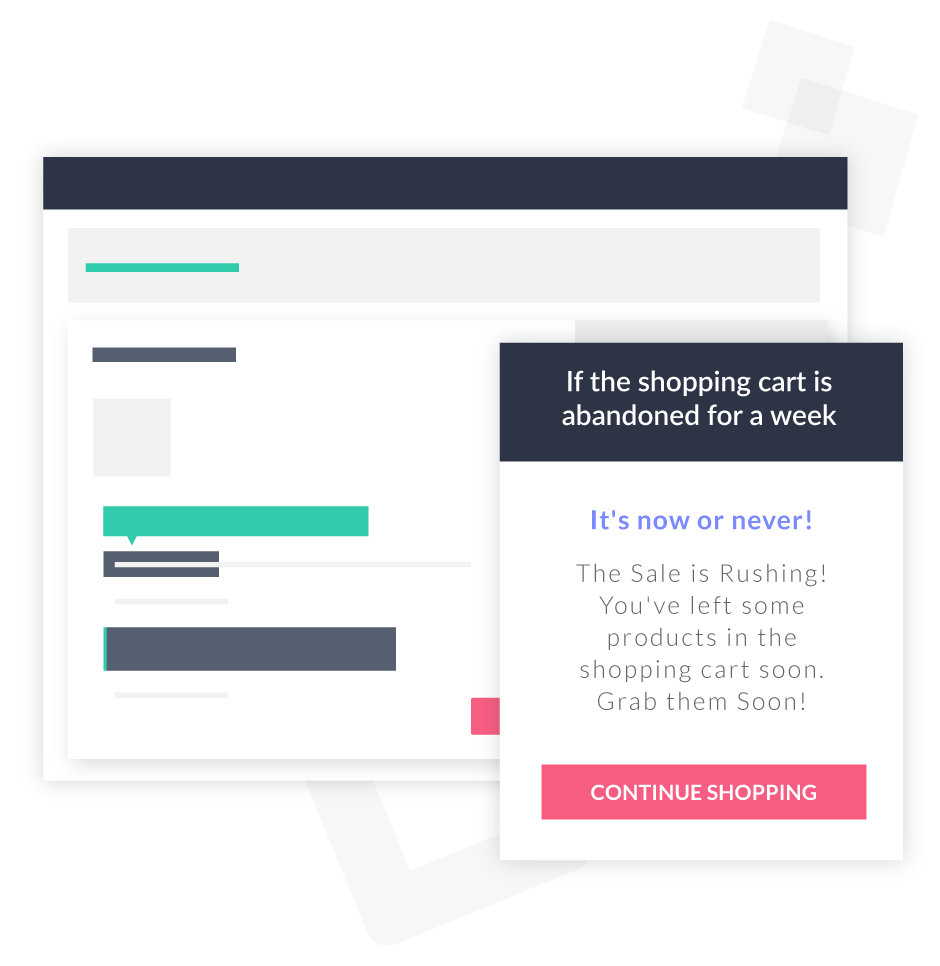 If the shopping cart is
abandoned for a week
It's now or never!
The Sale is Rushing!
You've left some
products in the
shopping cart soon.
Grab them Soon!
CONTINUE SHOPPING